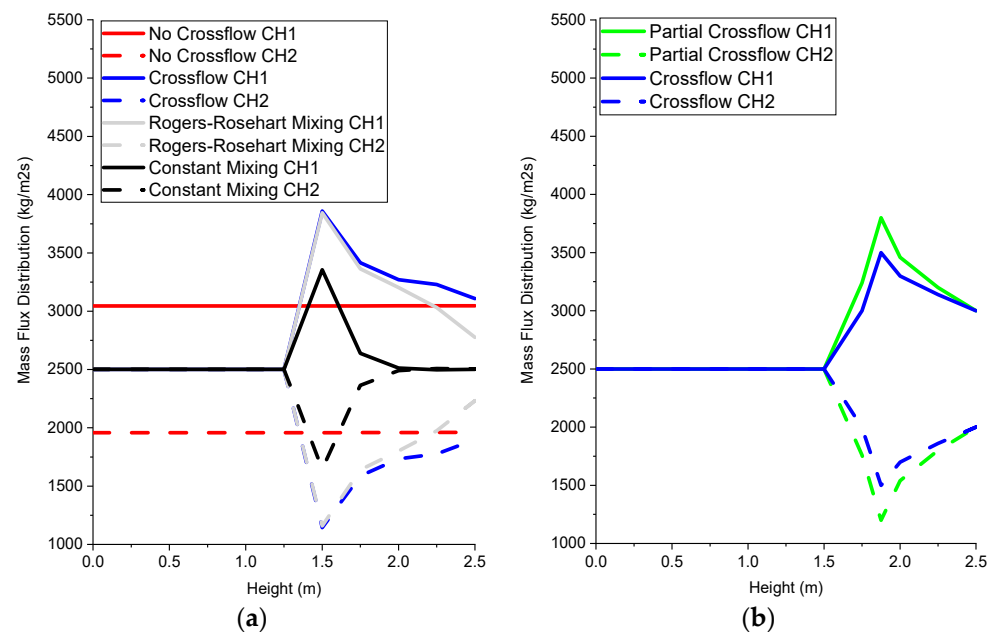 5500
5000
4500
4000
3500
3000
2500
2000
1500
1000
Mass Flux Distribution (kg/m2s)
No Crossflow CH1
No Crossflow CH2
Crossflow CH1
Crossflow CH2
Rogers-Rosehart Mixing CH1
Rogers-Rosehart Mixing CH2
Constant Mixing CH1
Constant Mixing CH2
0.0 0.5 1.0 1.5 2.0 2.5
Height (m)
(a)
5500
5000
4500
4000
3500
3000
2500
2000
1500
1000
Mass Flux Distribution (kg/m2s)
Partial Crossflow CH1
Partial Crossflow CH2
Crossflow CH1
Crossflow CH2
0.0 0.5 1.0 1.5 2.0 2.5
Height (m)
(b)